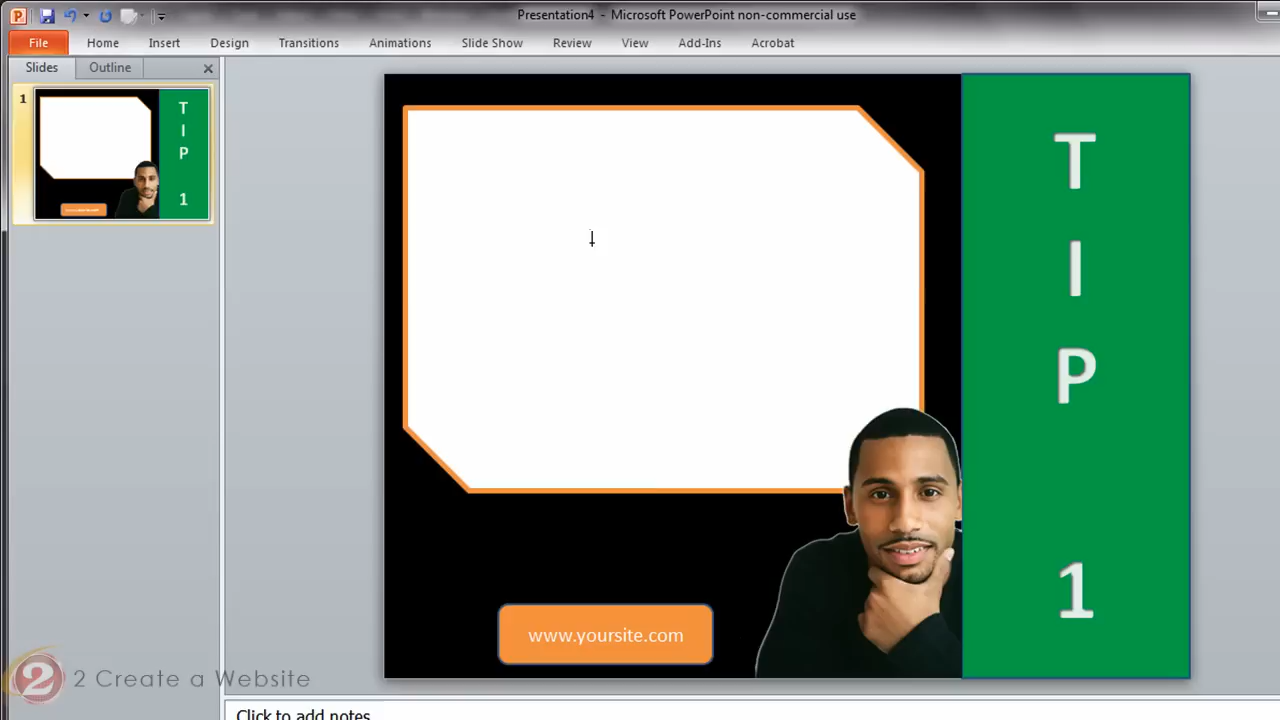 Presentation4 - Microsoft PowerPoint non-commercial use
File Home Insert Design Transitions Animations Slide Show Review View Add-Ins Acrobat
Slides Outline
1
T
I
P
1
T
I
P
1
www.yoursite.com
2 2 Create a Website
Click to add notes